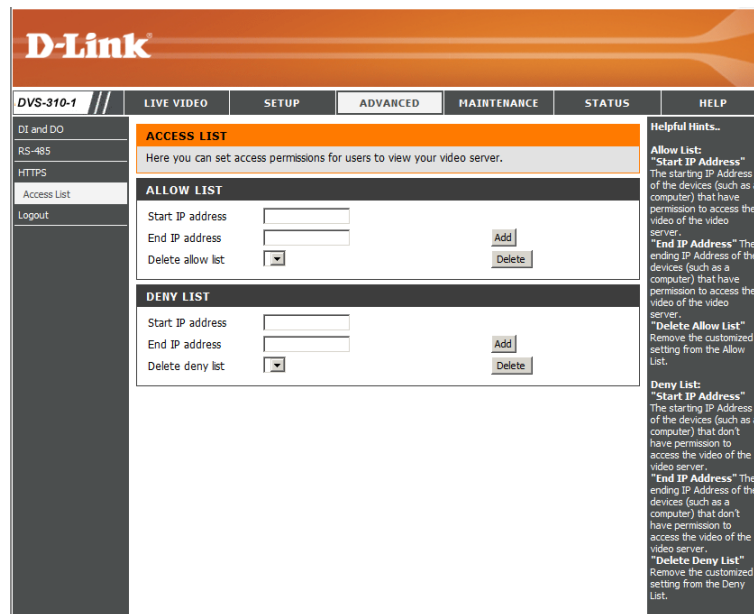 D-Link
DVS-310-1
LIVE VIDEO
SETUP
ADVANCED
MAINTENANCE
STATUS
HELP
DI and DO
RS-485
HTTPS
Access List
Logout
ACCESS LIST
Here you can set access permissions for users to view your video server.
ALLOW LIST
Start IP address
End IP address
Add
Delete allow list
Delete
DENY LIST
Start IP address
End IP address
Add
Delete deny list
Delete
Helpful Hints..
Allow List:
"Start IP Address"
The starting IP Address
of the devices (such as
computer) that have
permission to access the
video of the video
server.
"End IP Address" The
ending IP Address of the
devices (such as a
computer) that have
permission to access the
video of the video
server.
"Delete Allow List"
Remove the customized
setting from the Allow
List.
Deny List:
"Start IP Address"
The starting IP Address
of the devices (such as
computer) that don't
have permission to
access the video of the
video server.
"End IP Address" The
ending IP Address of the
devices (such as a
computer) that don't
have permission to
access the video of the
video server.
"Delete Deny List"
Remove the customized
setting from the Deny
List.